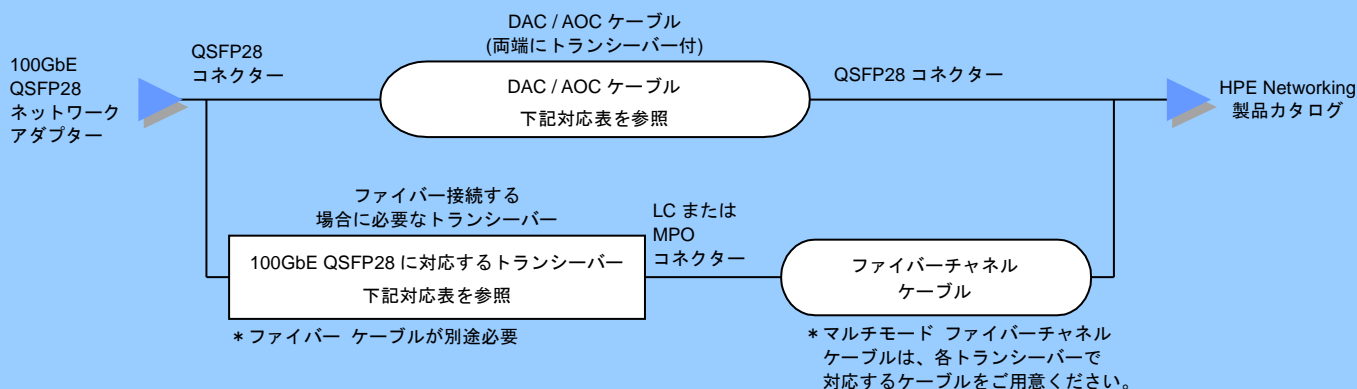 DAC / AOC ケーブル
(両端にトランシーバー付)
100GbE
QSFP28
ネットワーク
アダプター
QSFP28
コネクター
DAC / AOC ケーブル
下記対応表を参照
QSFP28 コネクター
HPE Networking
製品カタログ
ファイバー接続する
場合に必要なトランシーバー
100GbE QSFP28 に対応するトランシーバー
下記対応表を参照
＊ファイバー ケーブルが別途必要
LC または
MPO
コネクター
ファイバーチャネル
ケーブル
＊マルチモード ファイバーチャネル
ケーブルは、各トランシーバーで
対応するケーブルをご用意ください。